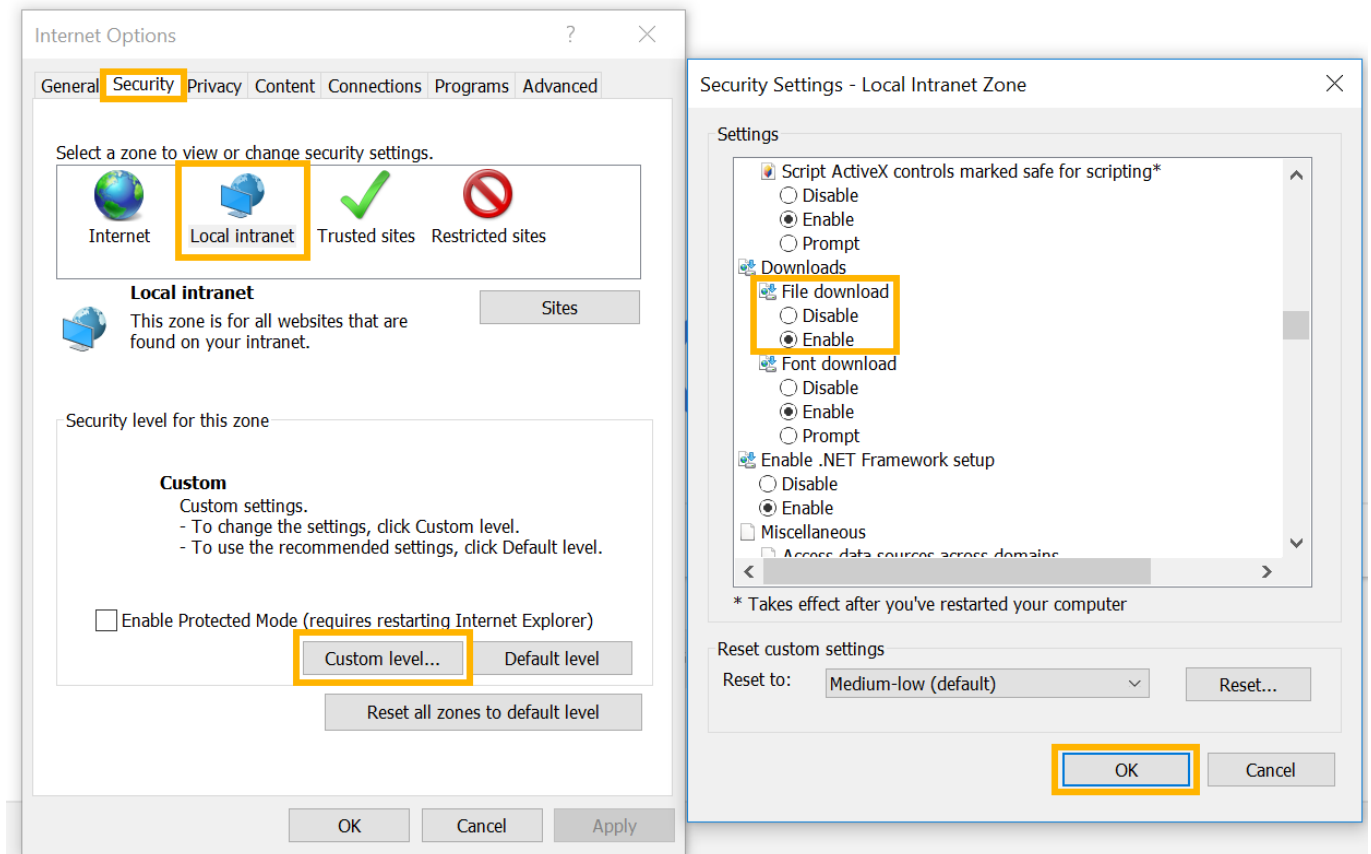 Internet Options
?
General Security Privacy Content Connections Programs Advanced
Select a zone to view or change security settings.
Internet Local intranet Trusted sites Restricted sites
Local intranet
Sites
This zone is for all websites that are
found on your intranet.
Security level for this zone
Custom
Custom settings.
- To change the settings, click Custom level.
- To use the recommended settings, click Default level.
Enable Protected Mode (requires restarting Internet Explorer)
Custom level... Default level
Reset all zones to default level
OK Cancel Apply
Security Settings - Local Intranet Zone
Settings
Script ActiveX controls marked safe for scripting*
Disable
Enable
Prompt
Downloads
File download
Disable
Enable
Font download
Disable
Enable
Prompt
Enable .NET Framework setup
Disable
Enable
Miscellaneous
Access data sources across domains
* Takes effect after you've restarted your computer
Reset custom settings
Reset to: Medium-low (default) Reset...
OK Cancel